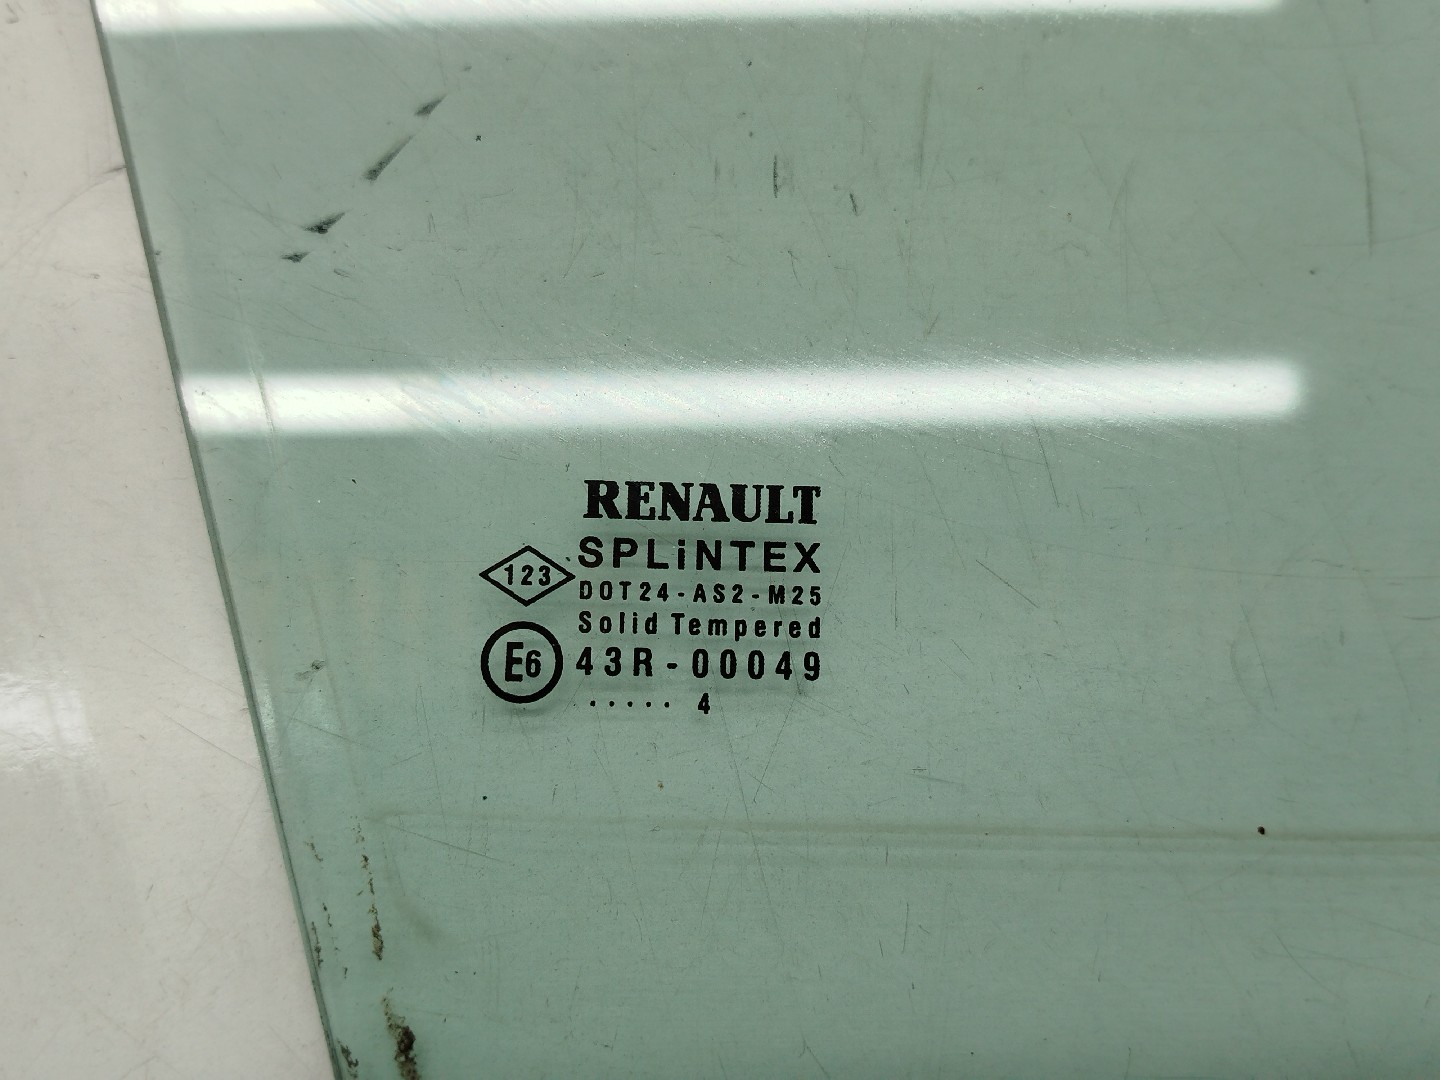 RENAULT
SPLiNTEX
123
DOT24-AS2-M25
Solid Tempered
E6 43R-00049
..... 4